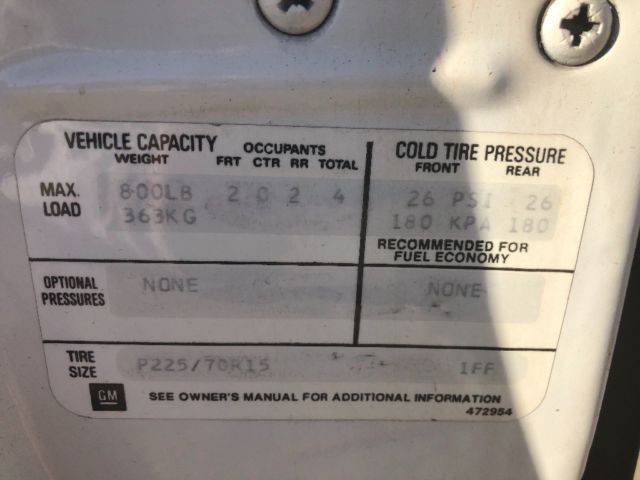 VEHICLE CAPACITY OCCUPANTS COLD TIRE PRESSURE
WEIGHT FRT CTR RR TOTAL FRONT REAR
MAX. LOAD 800LB 2 0 2 4 26 PSI 26
363KG 180 KPA 180
RECOMMENDED FOR
FUEL ECONOMY
OPTIONAL PRESSURES NONE NONE
TIRE SIZE P225/70R15 IFF
GM SEE OWNER'S MANUAL FOR ADDITIONAL INFORMATION
472954